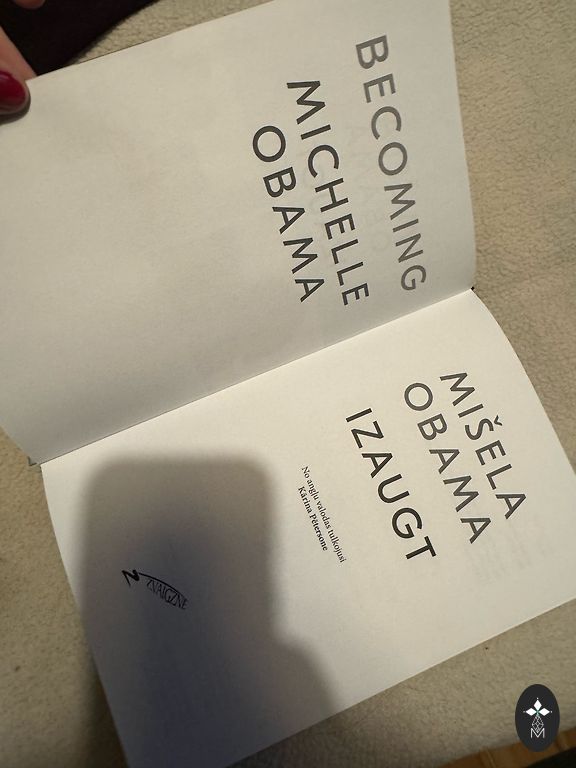 BECOMING
MICHELLE
OBAMA
MIŠELA
OBAMA
IZAUGT
No angļu valodas tulkojusi
Kārina Pētersone
ZVAIGZNE
M